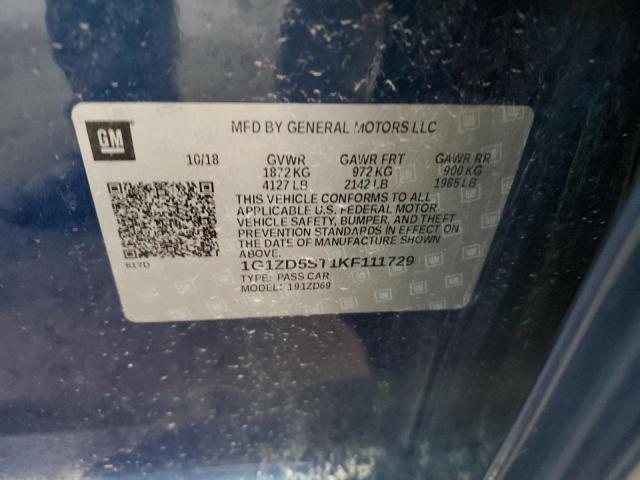 GM
MFD BY GENERAL MOTORS LLC
10/18 GVWR GAWR FRT GAWR RR
1872 KG 972 KG 900 KG
4127 LB 2142 LB 1985 LB
THIS VEHICLE CONFORMS TO ALL
APPLICABLE U.S. FEDERAL MOTOR
VEHICLE SAFETY, BUMPER, AND THEFT
PREVENTION STANDARDS IN EFFECT ON
THE DATE OF MANUFACTURE SHOWN
ABOVE.
617D
1G1ZD5ST1KF111729
TYPE: PASS CAR
MODEL: 191ZD69